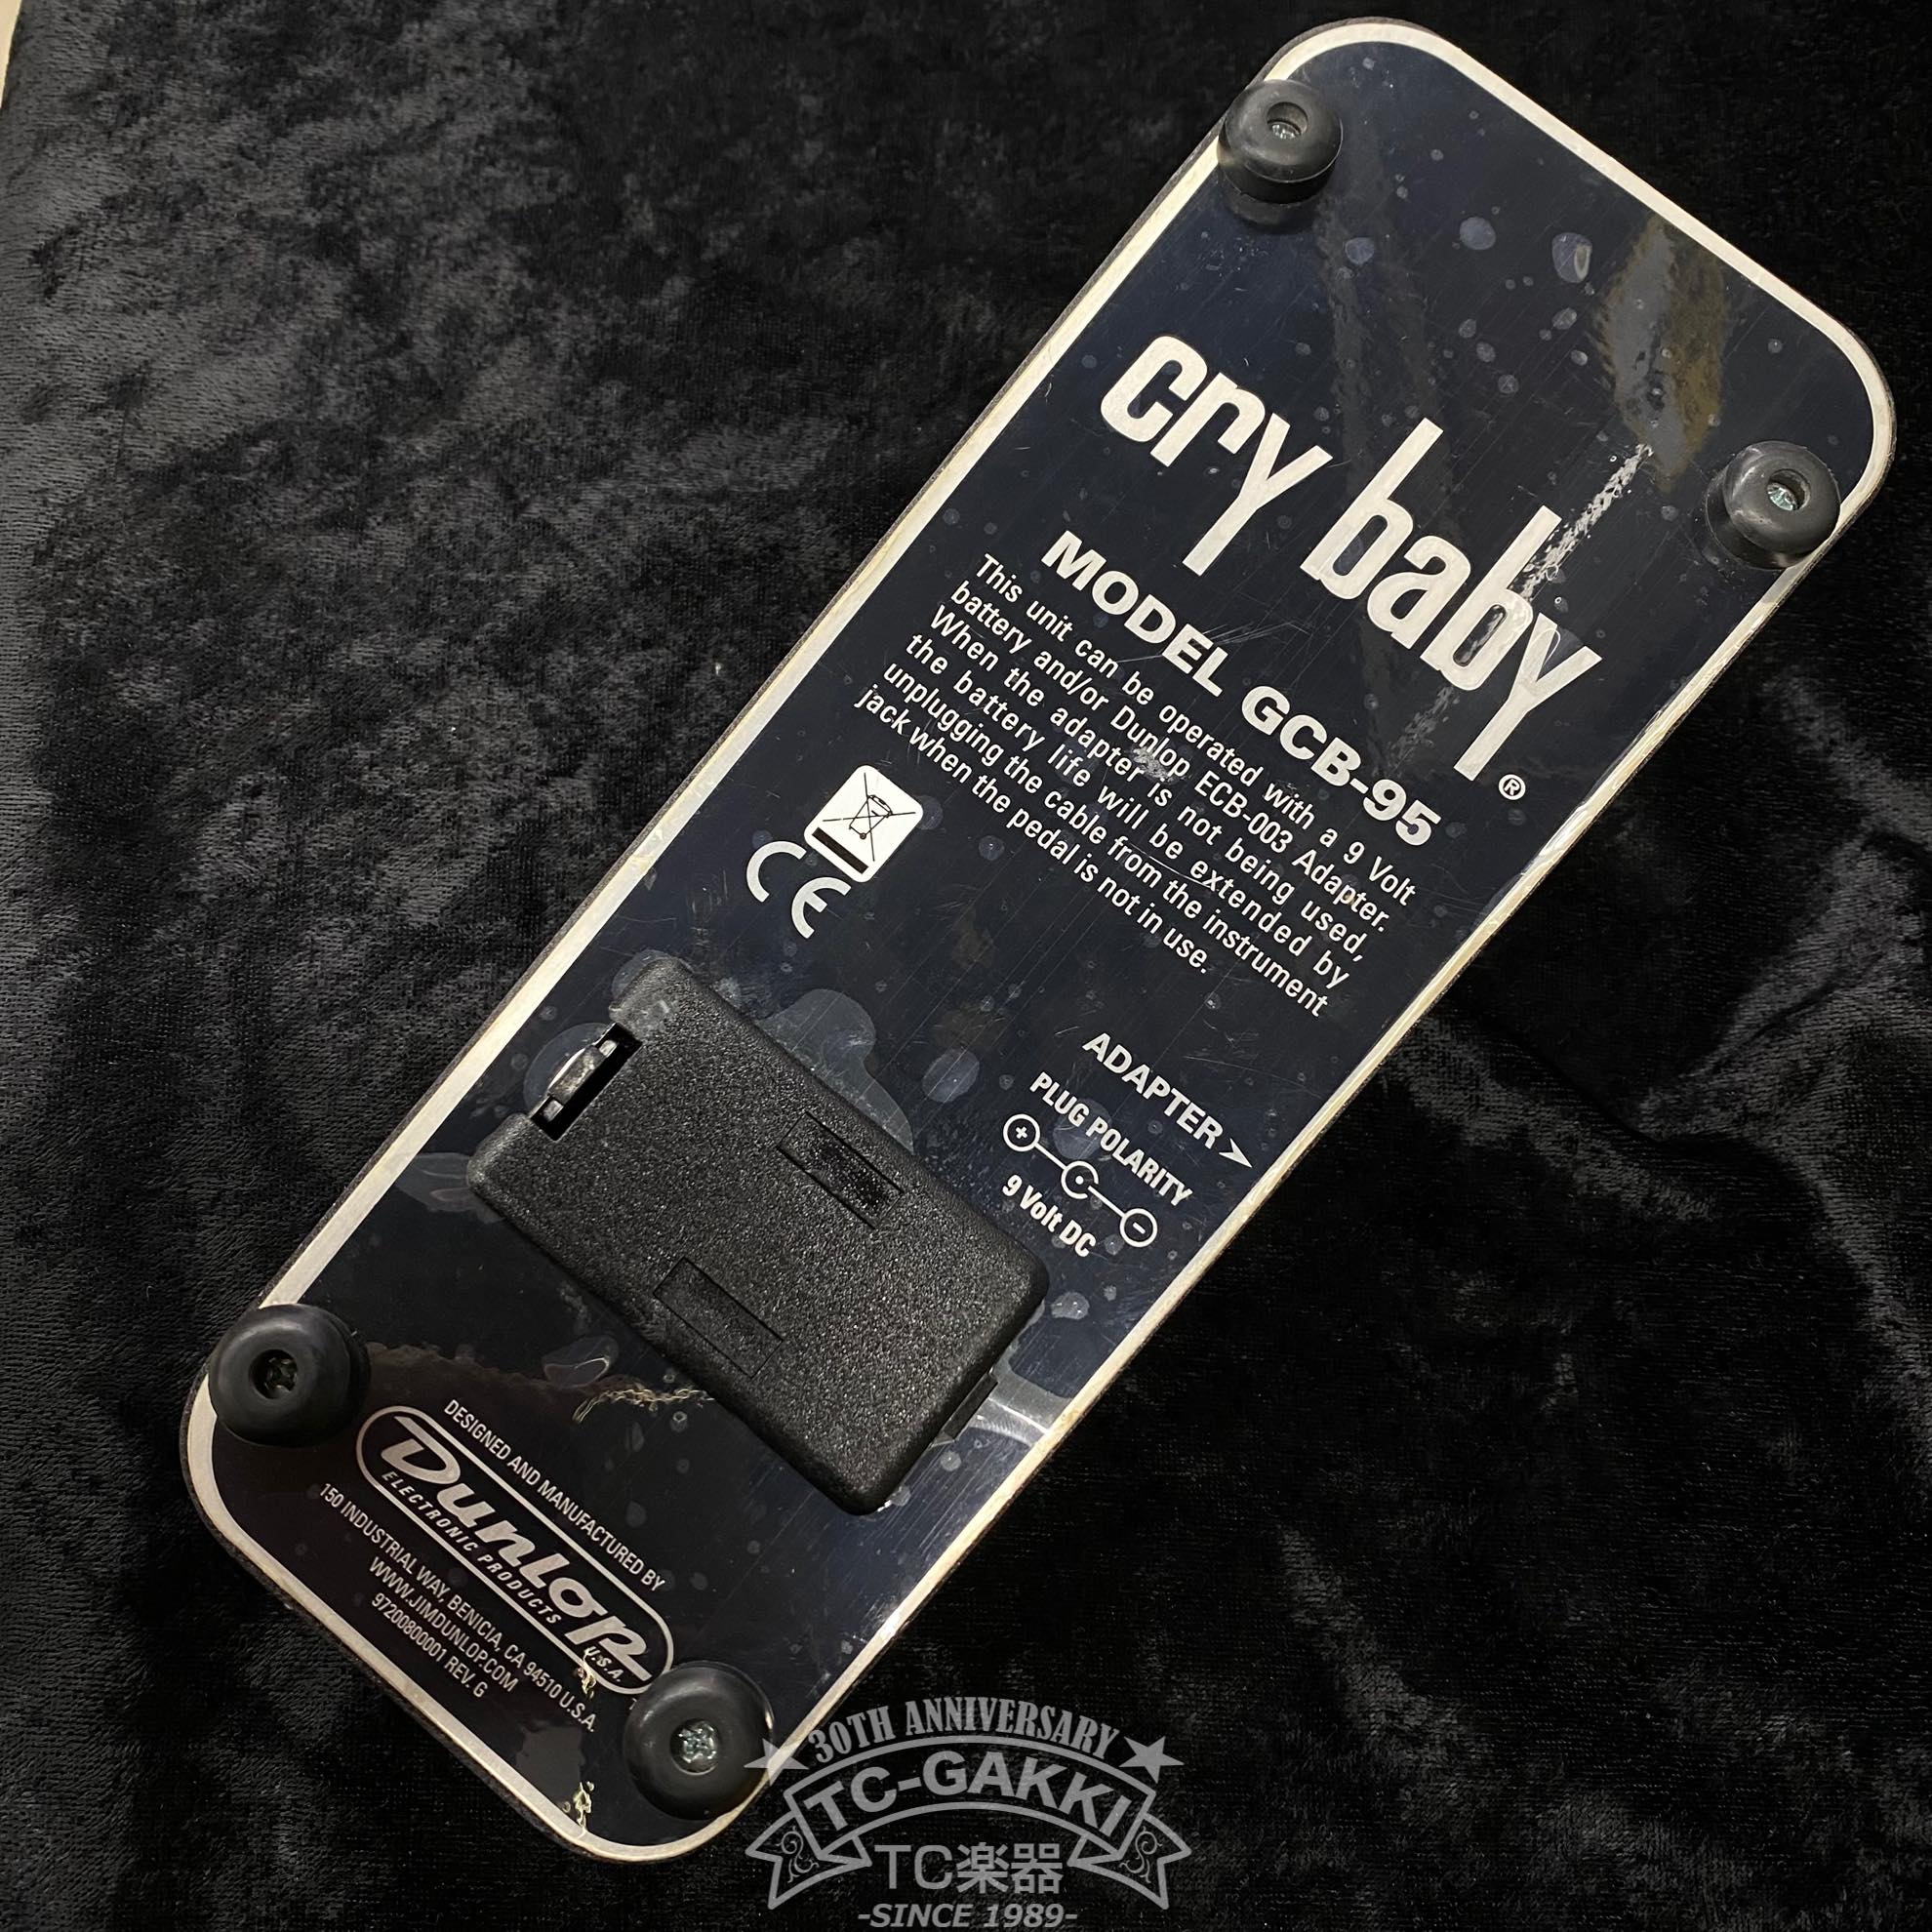 cry baby®
MODEL GCB-95
This unit can be operated with a 9 Volt
battery and/or Dunlop ECB-003 Adapter.
When the adapter is not being used,
the battery life will be extended by
unplugging the cable from the instrument
jack when the pedal is not in use.
CE
ADAPTER >
PLUG POLARITY
+ -
9 Volt DC
DESIGNED AND MANUFACTURED BY
Dunlop
ELECTRONIC PRODUCTS U.S.A.
150 INDUSTRIAL WAY, BENICIA, CA 94510 U.S.A.
WWW.JIMDUNLOP.COM
97200800001 REV. G
30TH ANNIVERSARY
TC-GAKKI
TC楽器
-SINCE 1989-